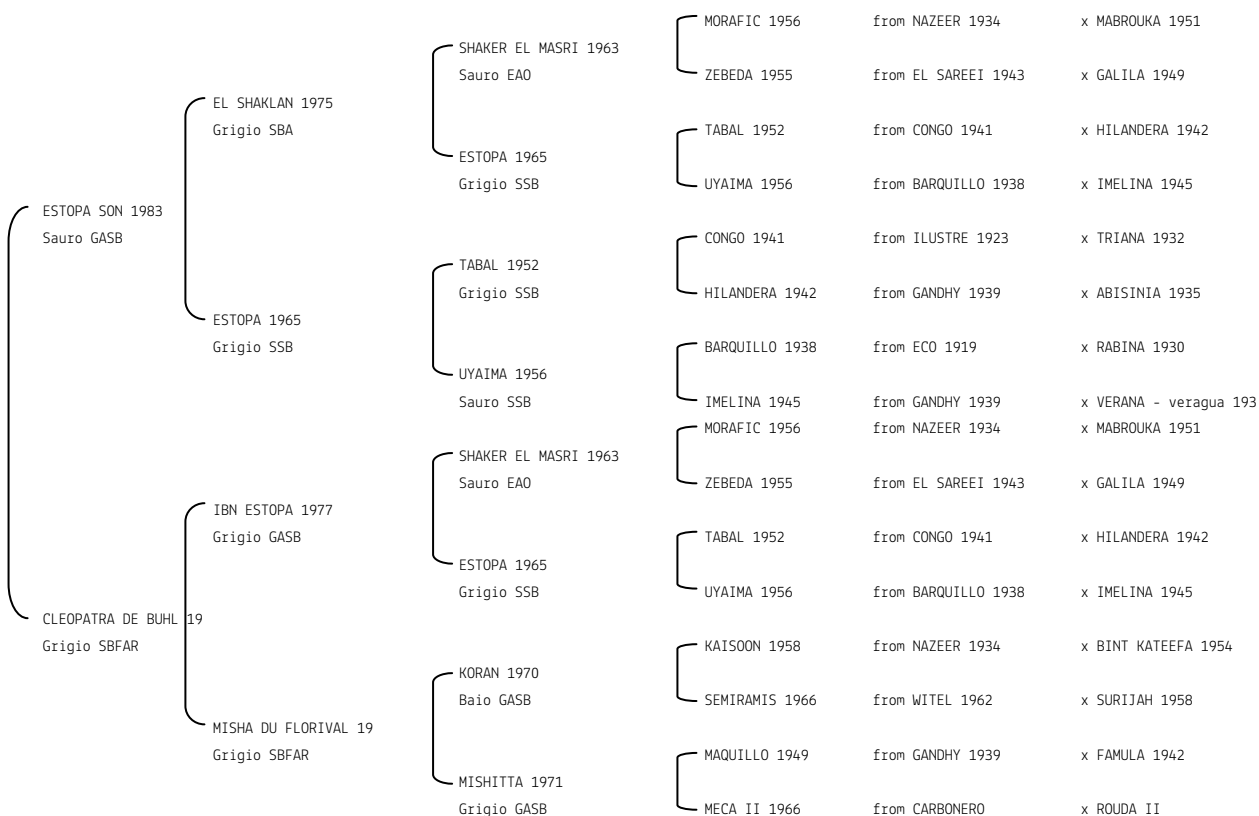 MORAFIC 1956 from NAZEER 1934 x MABROUKA 1951
SHAKER EL MASRI 1963
Sauro EAO ZEBEDA 1955 from EL SAREEI 1943 x GALILA 1949
EL SHAKLAN 1975
Grigio SBA TABAL 1952 from CONGO 1941 x HILANDERA 1942
ESTOPA 1965
Grigio SSB UYAIMA 1956 from BARQUILLO 1938 x IMELINA 1945
ESTOPA SON 1983
Sauro GASB CONGO 1941 from ILUSTRE 1923 x TRIANA 1932
TABAL 1952
Grigio SSB HILANDERA 1942 from GANDHY 1939 x ABISINIA 1935
ESTOPA 1965
Grigio SSB BARQUILLO 1938 from ECO 1919 x RABINA 1930
UYAIMA 1956
Sauro SSB IMELINA 1945 from GANDHY 1939 x VERANA - veragua 193
MORAFIC 1956 from NAZEER 1934 x MABROUKA 1951
SHAKER EL MASRI 1963
Sauro EAO ZEBEDA 1955 from EL SAREEI 1943 x GALILA 1949
IBN ESTOPA 1977
Grigio GASB TABAL 1952 from CONGO 1941 x HILANDERA 1942
ESTOPA 1965
Grigio SSB UYAIMA 1956 from BARQUILLO 1938 x IMELINA 1945
CLEOPATRA DE BUHL 19
Grigio SBFAR KAISOON 1958 from NAZEER 1934 x BINT KATEEFA 1954
KORAN 1970
Baio GASB SEMIRAMIS 1966 from WITEL 1962 x SURIJAH 1958
MISHA DU FLORIVAL 19
Grigio SBFAR MAQUILLO 1949 from GANDHY 1939 x FAMULA 1942
MISHITTA 1971
Grigio GASB MECA II 1966 from CARBONERO x ROUDA II